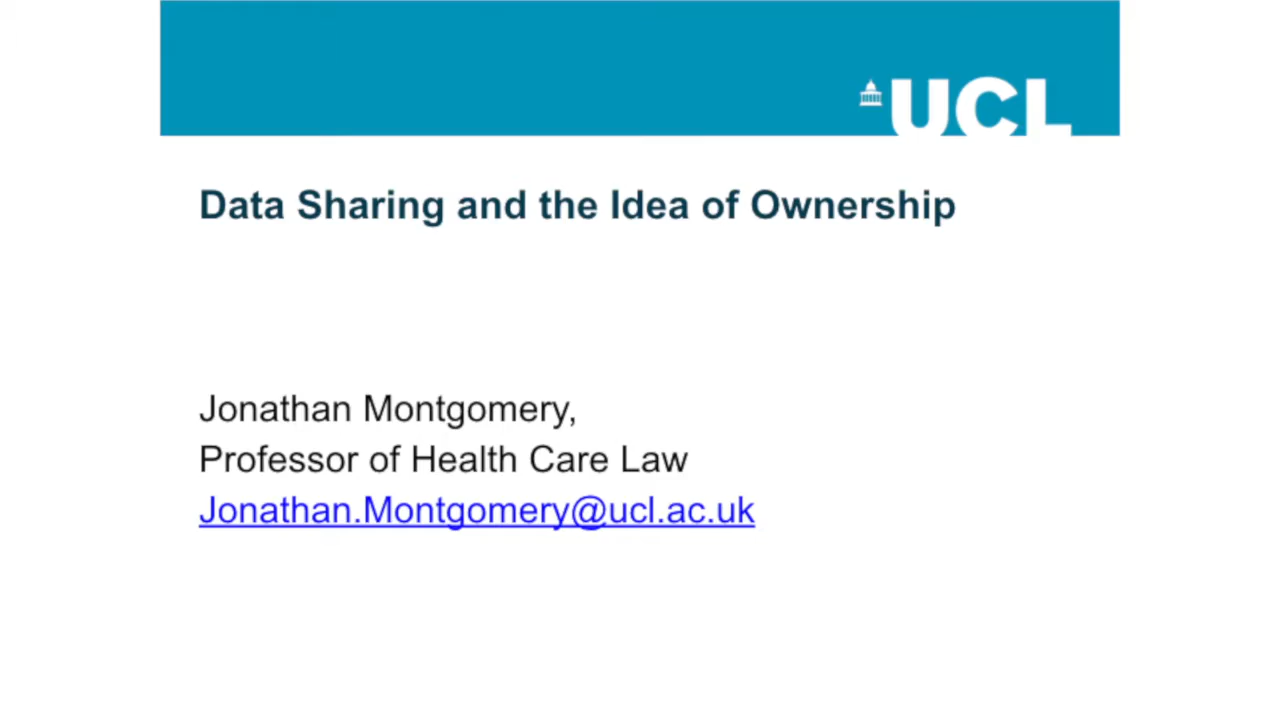 UCL
Data Sharing and the Idea of Ownership
Jonathan Montgomery,
Professor of Health Care Law
Jonathan.Montgomery@ucl.ac.uk